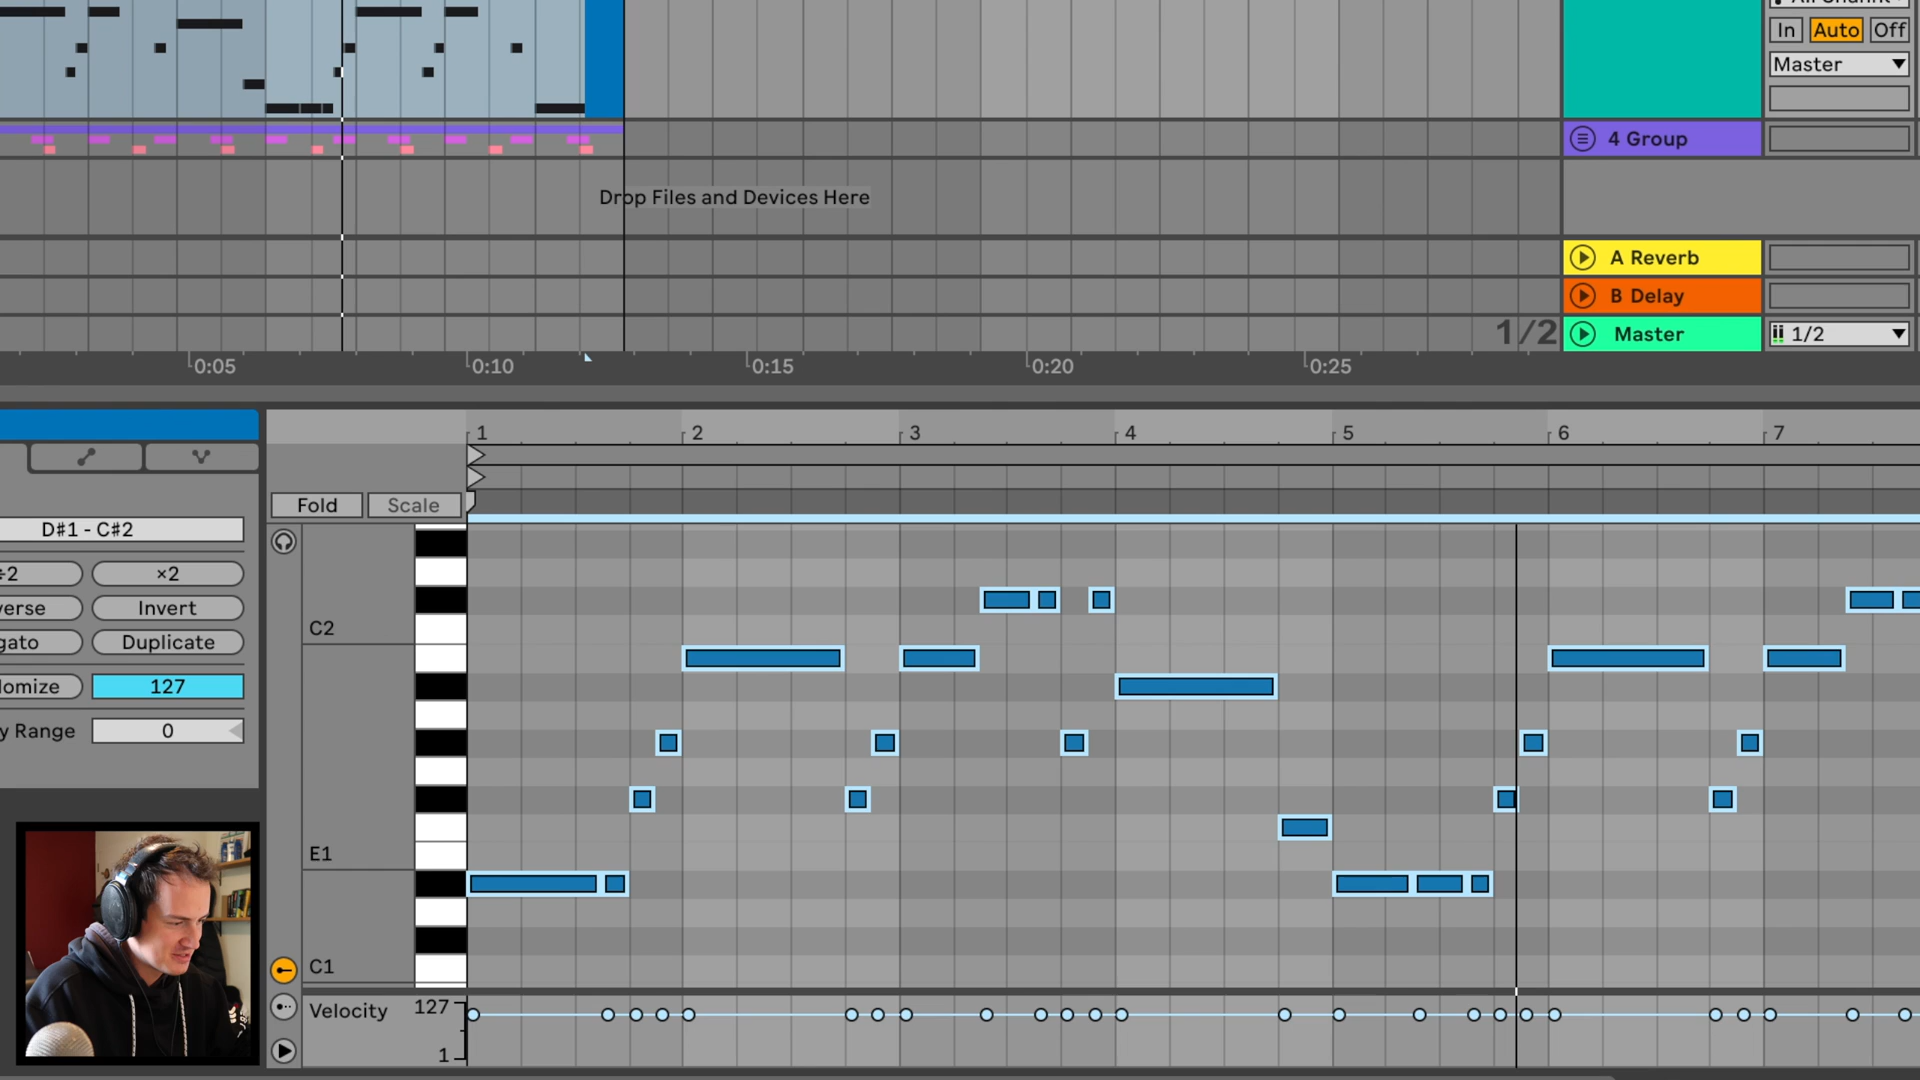 In Auto Off
Master
4 Group
Drop Files and Devices Here
A Reverb
B Delay
1/2 Master 1/2
0:05 0:10 0:15 0:20 0:25
1 2 3 4 5 6 7
Fold Scale
D#1 - C#2
÷2 ×2
Invert
Duplicate
127
Range 0
C2
E1
C1
Velocity 127
1